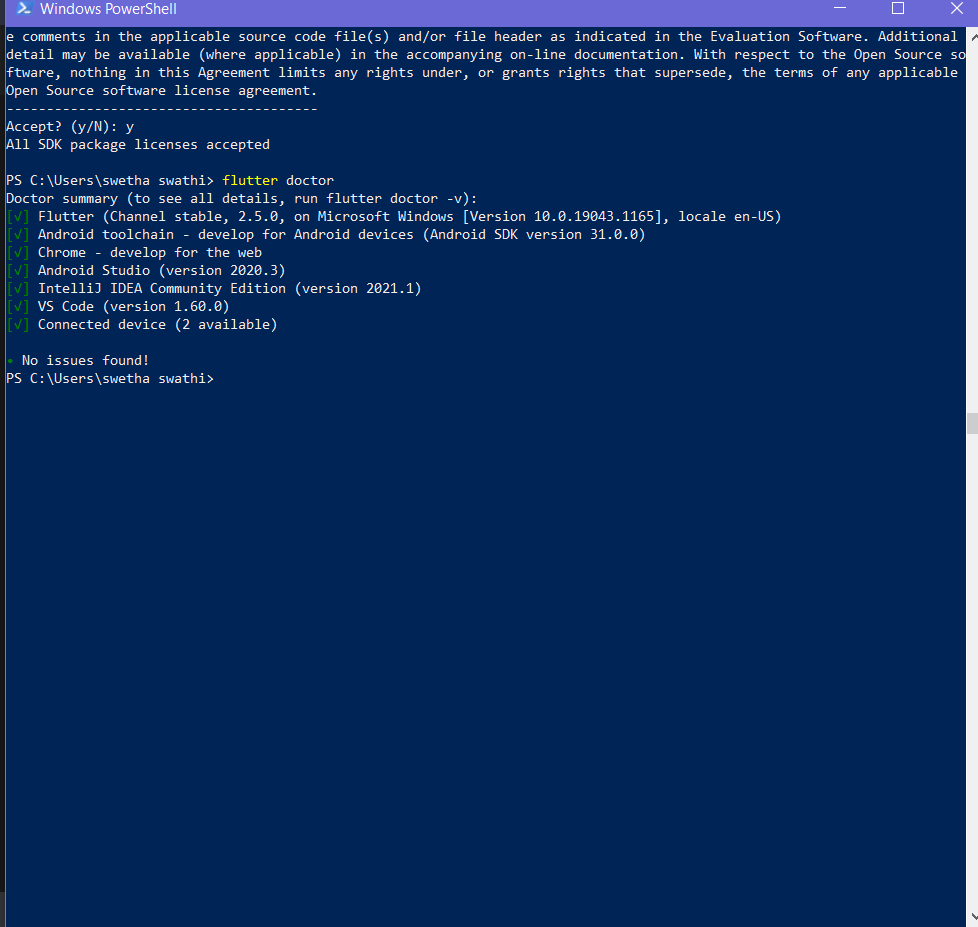 Windows PowerShell
e comments in the applicable source code file(s) and/or file header as indicated in the Evaluation Software. Additional
detail may be available (where applicable) in the accompanying on-line documentation. With respect to the Open Source so
ftware, nothing in this Agreement limits any rights under, or grants rights that supersede, the terms of any applicable
Open Source software license agreement.
---------------------------------------
Accept? (y/N): y
All SDK package licenses accepted
PS C:\Users\swetha swathi> flutter doctor
Doctor summary (to see all details, run flutter doctor -v):
[√] Flutter (Channel stable, 2.5.0, on Microsoft Windows [Version 10.0.19043.1165], locale en-US)
[√] Android toolchain - develop for Android devices (Android SDK version 31.0.0)
[√] Chrome - develop for the web
[√] Android Studio (version 2020.3)
[√] IntelliJ IDEA Community Edition (version 2021.1)
[√] VS Code (version 1.60.0)
[√] Connected device (2 available)
• No issues found!
PS C:\Users\swetha swathi>